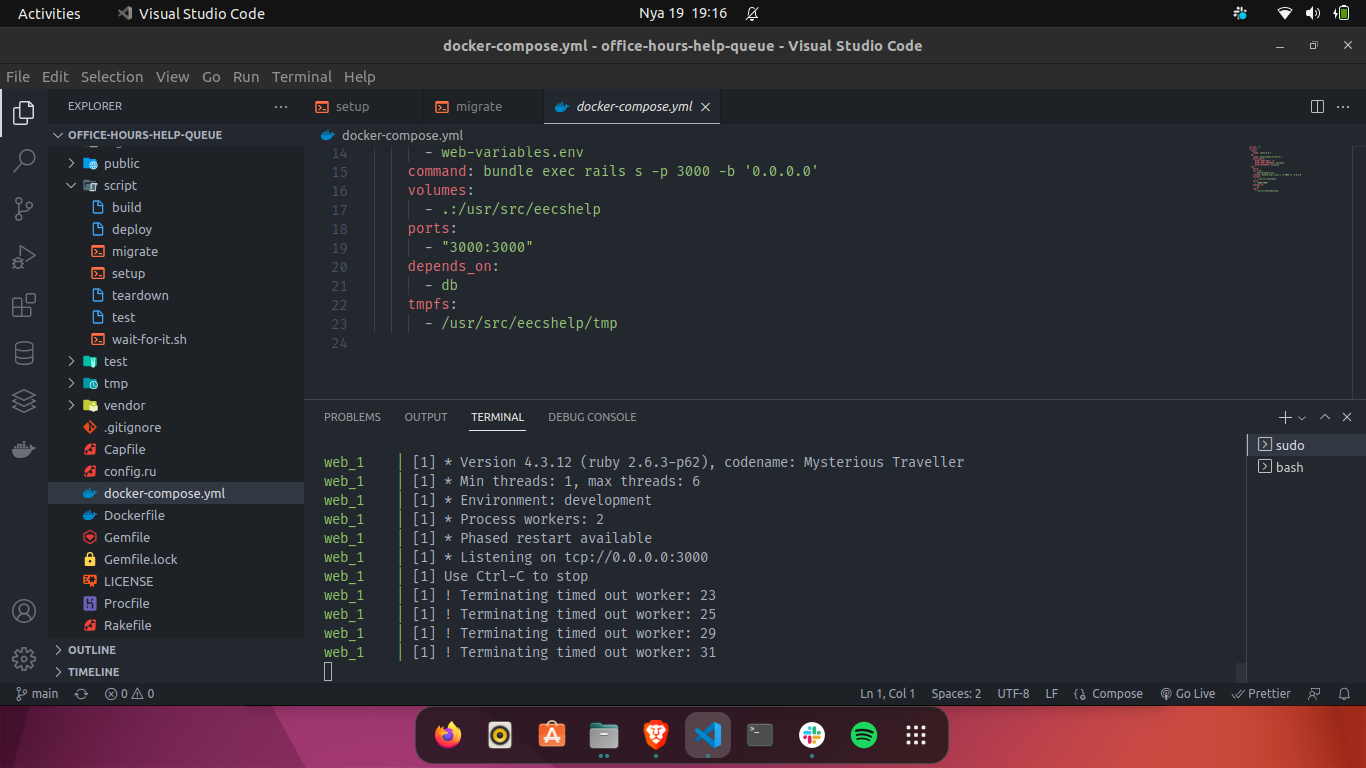 Activities
Visual Studio Code
Nya 19 19:16
docker-compose.yml - office-hours-help-queue - Visual Studio Code
File Edit Selection View Go Run Terminal Help
EXPLORER
OFFICE-HOURS-HELP-QUEUE
public
script
build
deploy
migrate
setup
teardown
test
wait-for-it.sh
test
tmp
vendor
.gitignore
Capfile
config.ru
docker-compose.yml
Dockerfile
Gemfile
Gemfile.lock
LICENSE
Procfile
Rakefile
OUTLINE
TIMELINE
setup
migrate
docker-compose.yml
docker-compose.yml
14 - web-variables.env
15 command: bundle exec rails s -p 3000 -b '0.0.0.0'
16 volumes:
17 - .:/usr/src/eecshelp
18 ports:
19 - "3000:3000"
20 depends_on:
21 - db
22 tmpfs:
23 - /usr/src/eecshelp/tmp
24
PROBLEMS OUTPUT TERMINAL DEBUG CONSOLE
web_1 | [1] * Version 4.3.12 (ruby 2.6.3-p62), codename: Mysterious Traveller
web_1 | [1] * Min threads: 1, max threads: 6
web_1 | [1] * Environment: development
web_1 | [1] * Process workers: 2
web_1 | [1] * Phased restart available
web_1 | [1] * Listening on tcp://0.0.0.0:3000
web_1 | [1] Use Ctrl-C to stop
web_1 | [1] ! Terminating timed out worker: 23
web_1 | [1] ! Terminating timed out worker: 25
web_1 | [1] ! Terminating timed out worker: 29
web_1 | [1] ! Terminating timed out worker: 31
sudo
bash
main
0 0
Ln 1, Col 1 Spaces: 2 UTF-8 LF Compose Go Live Prettier